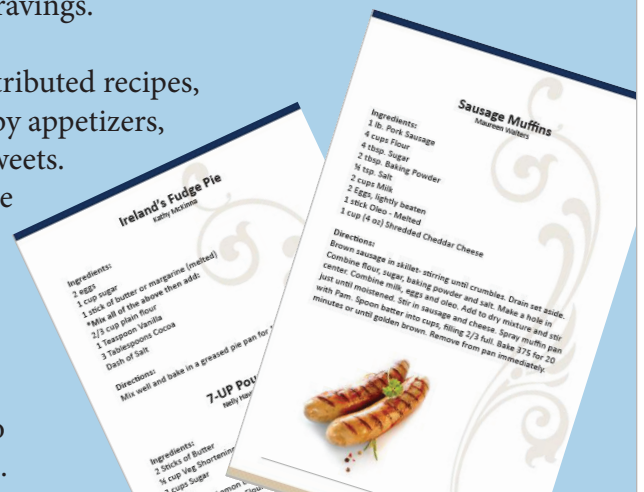 ravings.
tributed recipes,
by appetizers,
weets.
e
o
.
Ireland's Fudge Pie
Kathy McKinna
Ingredients:
2 eggs
1 cup sugar
1 stick of butter or margarine (melted)
*Mix all of the above then add:
2/3 cup plain flour
1 Teaspoon Vanilla
3 Tablespoons Cocoa
Dash of Salt
Directions:
Mix well and bake in a greased pie pan for
7-UP Pou
Nelly Hav
Ingredients:
2 Sticks of Butter
½ cup Veg Shortenin
cups Sugar
emon
Flou
Sausage Muffins
Maureen Walters
Ingredients:
1 lb. Pork Sausage
4 cups Flour
4 tbsp. Sugar
2 tbsp. Baking Powder
tsp. Salt
2 cups Milk
2 Eggs, lightly beaten
1 stick Oleo - Melted
1 cup (4 oz) Shredded Cheddar Cheese
Directions:
Brown sausage in skillet- stirring until crumbles. Drain set aside.
Combine flour, sugar, baking powder and salt. Make a hole in
center. Combine milk, eggs and oleo. Add to dry mixture and stir
just until moistened. Stir in sausage and cheese. Spray muffin pan
with Pam. Spoon batter into cups, filling 2/3 full. Bake 375 for 20
minutes or until golden brown. Remove from pan immediately.